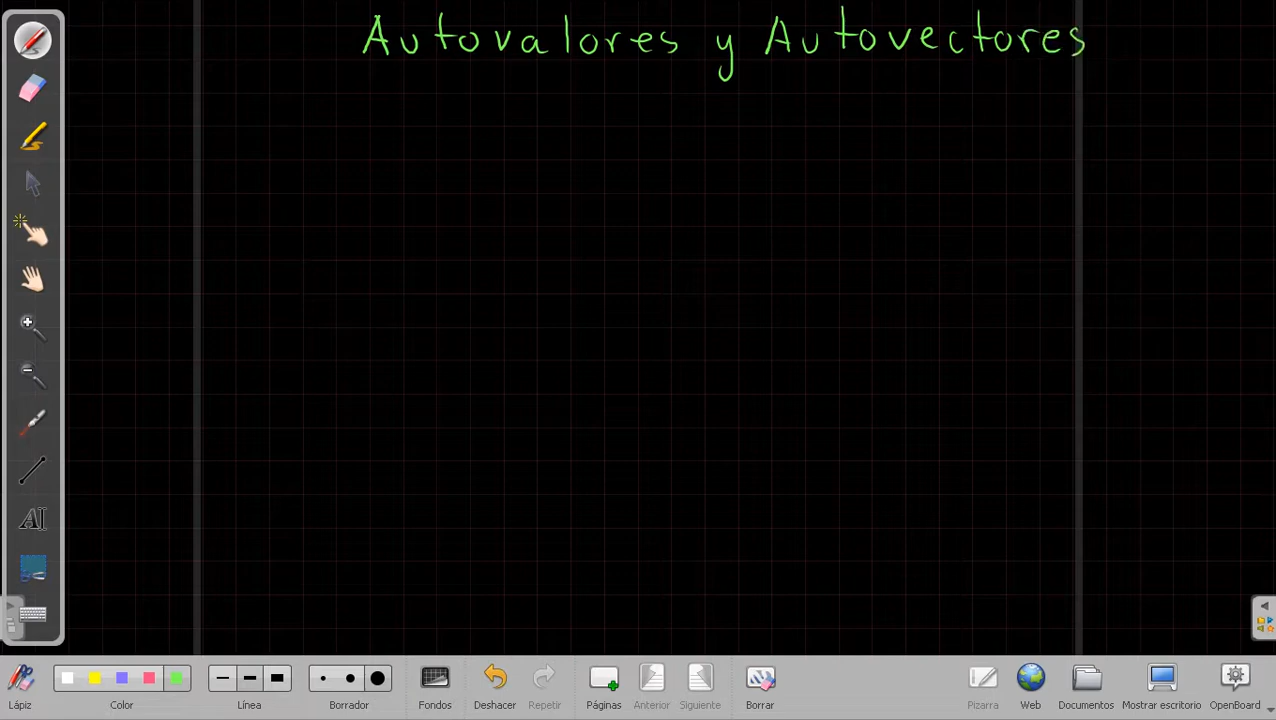 Autovalores y Autovectores
AI
Lápiz
Color
Línea
Borrador
Fondos
Deshacer
Repetir
Páginas
Anterior
Siguiente
Borrar
Pizarra
Web
Documentos
Mostrar escritorio
OpenBoard